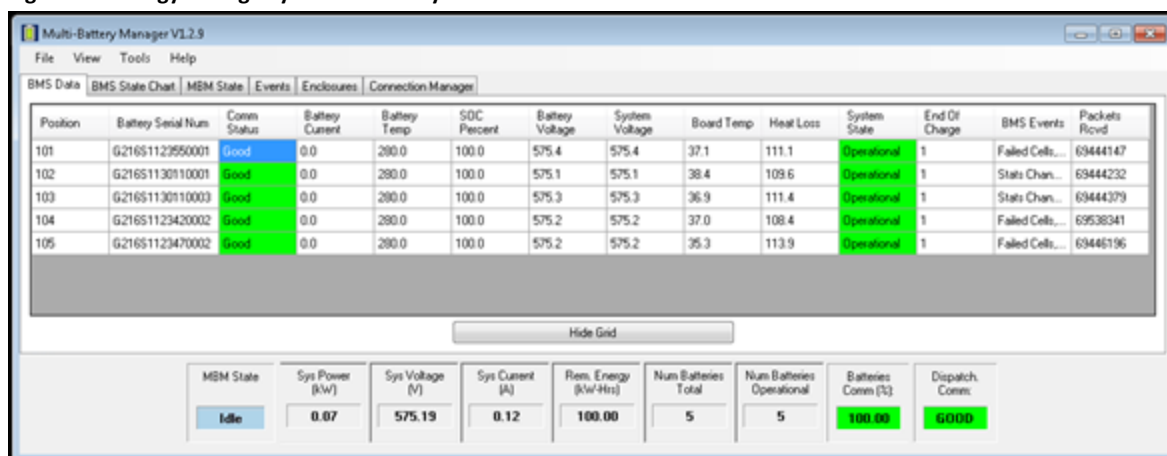 Multi-Battery Manager V1.2.9
File View Tools Help
BMS Data BMS State Chart MBM State Events Enclosures Connection Manager
Position Battery Serial Num Comm Status Battery Current Battery Temp SOC Percent Battery Voltage System Voltage Board Temp Heat Loss System State End Of Charge BMS Events Packets Rcvd
101 G216S1123550001 Good 0.0 280.0 100.0 575.4 575.4 37.1 111.1 Operational 1 Failed Cells,... 69444147
102 G216S1130110001 Good 0.0 280.0 100.0 575.1 575.1 38.4 109.6 Operational 1 Stats Chan... 69444232
103 G216S1130110003 Good 0.0 280.0 100.0 575.3 575.3 36.9 111.4 Operational 1 Stats Chan... 69444379
104 G216S1123420002 Good 0.0 280.0 100.0 575.2 575.2 37.0 108.4 Operational 1 Failed Cells,... 69538341
105 G216S1123470002 Good 0.0 280.0 100.0 575.2 575.2 35.3 113.9 Operational 1 Failed Cells,... 69446196
Hide Grid
MBM State Sys Power (kW) Sys Voltage (V) Sys Current (A) Rem. Energy (kW-Hrs) Num Batteries Total Num Batteries Operational Batteries Comm (%): Dispatch. Comm:
Idle 0.07 575.19 0.12 100.00 5 5 100.00 GOOD